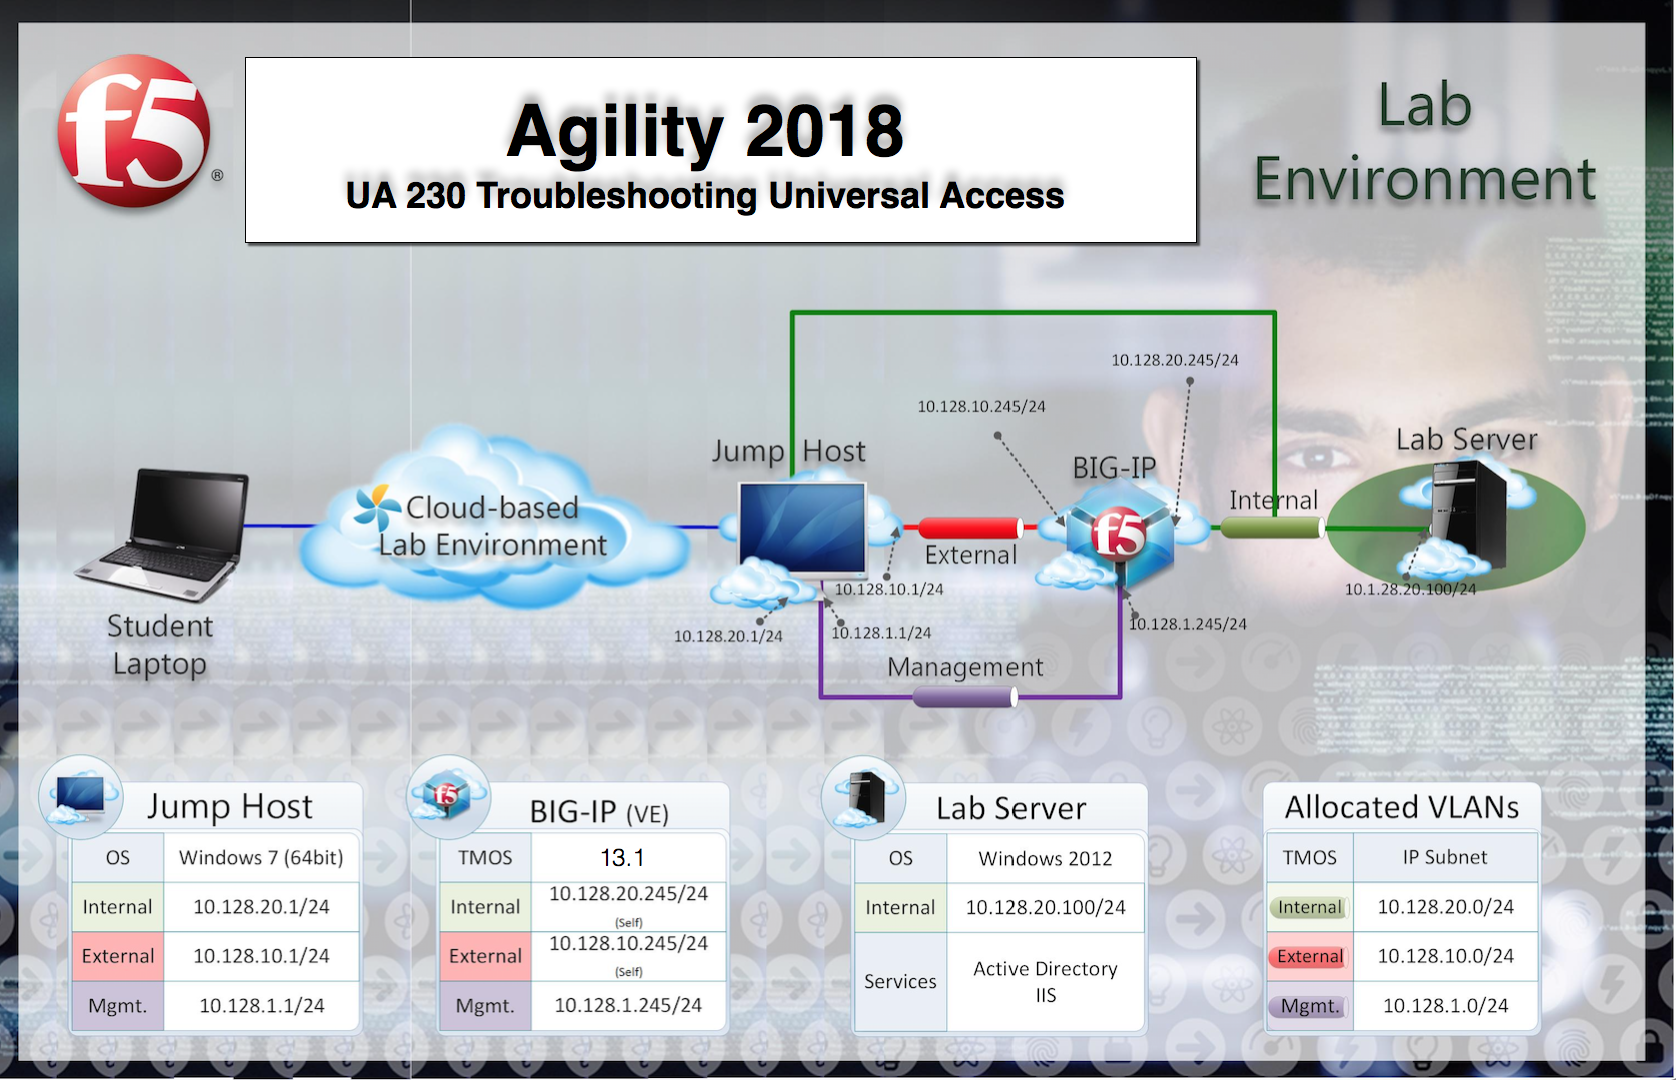 f5
®
Agility 2018
UA 230 Troubleshooting Universal Access
Lab
Environment
10.128.20.245/24
10.128.10.245/24
Jump Host
BIG-IP
f5
Lab Server
Internal
Cloud-based
Lab Environment
External
10.128.10.1/24
10.1.28.20.100/24
Student
Laptop
10.128.20.1/24
10.128.1.1/24
10.128.1.245/24
Management
Jump Host
OS Windows 7 (64bit)
Internal 10.128.20.1/24
External 10.128.10.1/24
Mgmt. 10.128.1.1/24
f5
BIG-IP (VE)
TMOS 13.1
Internal 10.128.20.245/24
(Self)
External 10.128.10.245/24
(Self)
Mgmt. 10.128.1.245/24
Lab Server
OS Windows 2012
Internal 10.128.20.100/24
Services Active Directory
IIS
Allocated VLANs
TMOS IP Subnet
Internal 10.128.20.0/24
External 10.128.10.0/24
Mgmt. 10.128.1.0/24